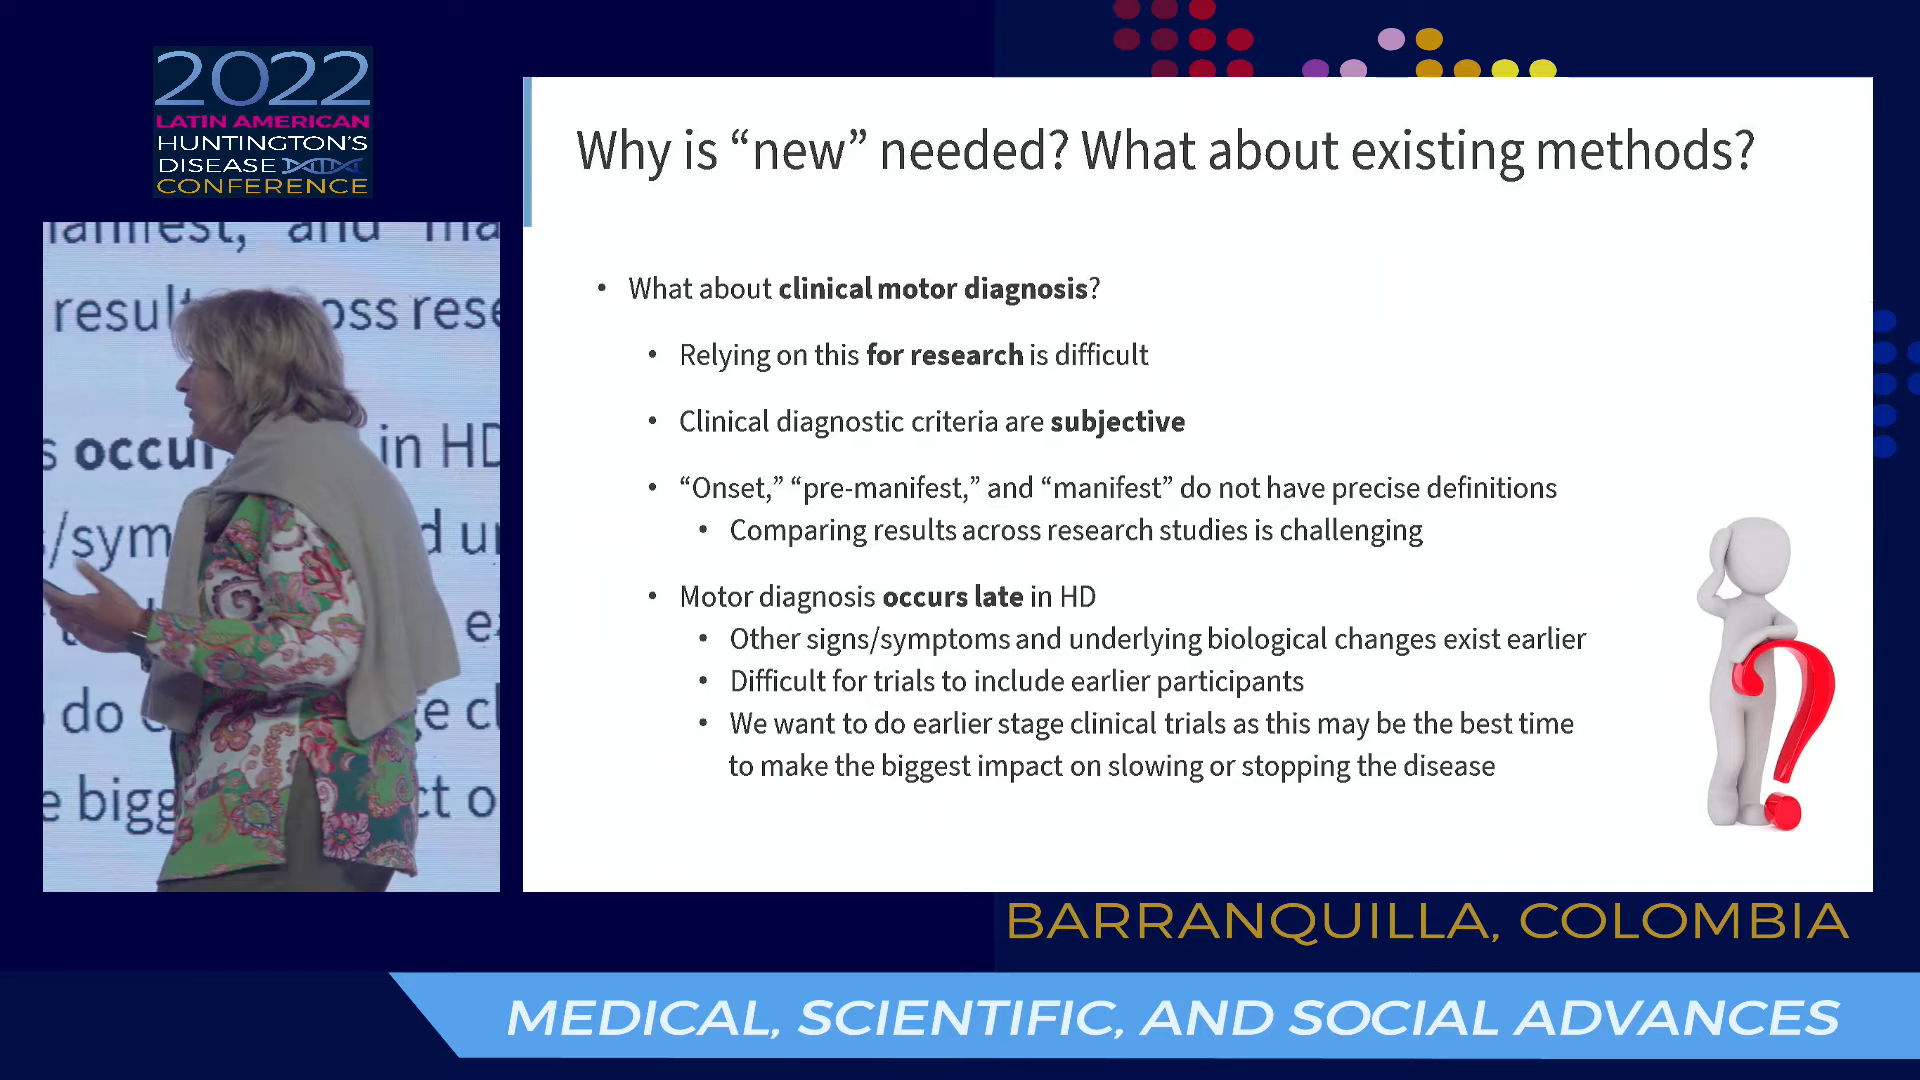 2022
LATIN AMERICAN
HUNTINGTON'S
DISEASE
CONFERENCE
Why is “new” needed? What about existing methods?
• What about clinical motor diagnosis?
• Relying on this for research is difficult
• Clinical diagnostic criteria are subjective
• “Onset,” “pre-manifest,” and “manifest” do not have precise definitions
• Comparing results across research studies is challenging
• Motor diagnosis occurs late in HD
• Other signs/symptoms and underlying biological changes exist earlier
• Difficult for trials to include earlier participants
• We want to do earlier stage clinical trials as this may be the best time
to make the biggest impact on slowing or stopping the disease
occur in HD
do
BARRANQUILLA, COLOMBIA
MEDICAL, SCIENTIFIC, AND SOCIAL ADVANCES